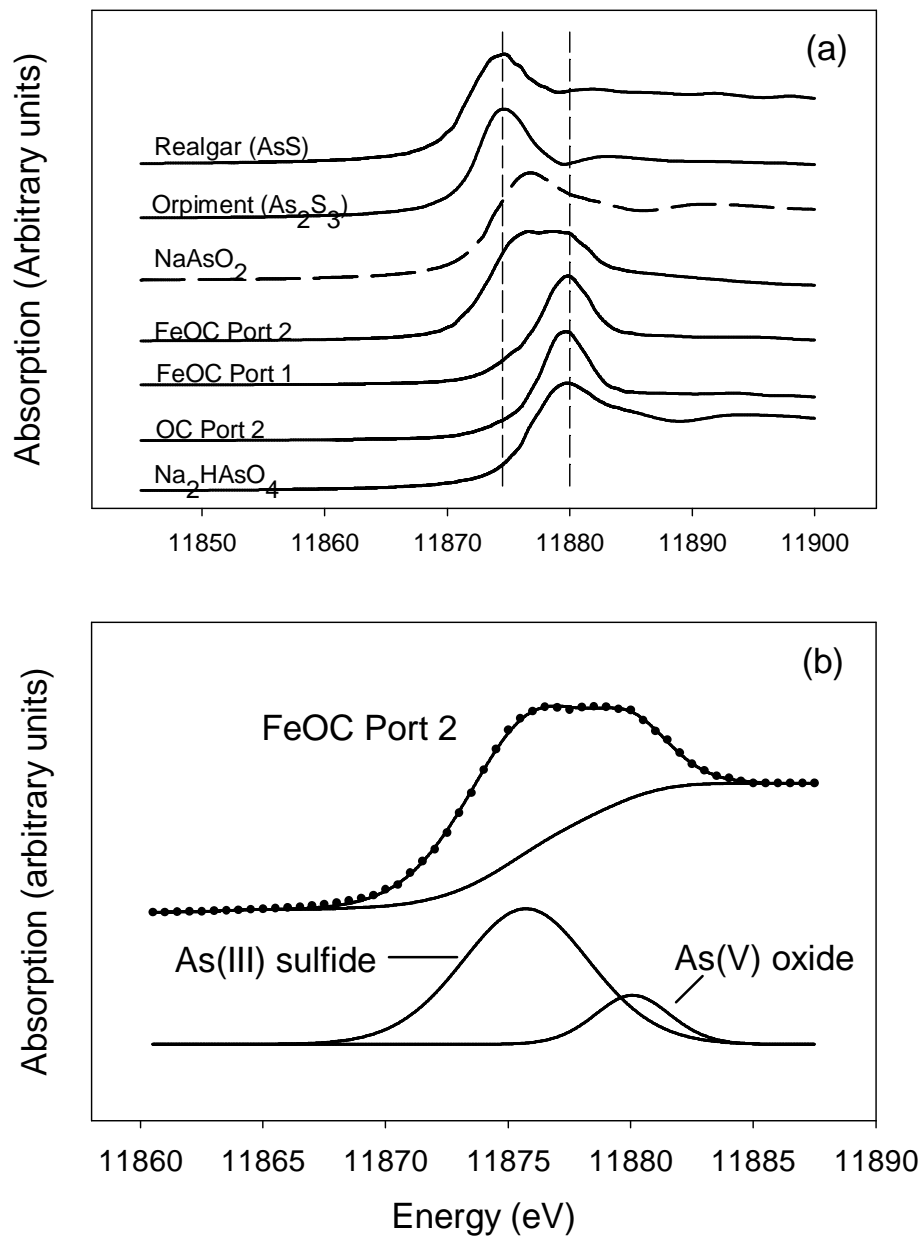 (a)
Absorption (Arbitrary units)
Realgar (AsS)
Orpiment (As2S3)
NaAsO2
FeOC Port 2
FeOC Port 1
OC Port 2
Na2HAsO4
11850 11860 11870 11880 11890 11900
(b)
Absorption (arbitrary units)
FeOC Port 2
As(III) sulfide
As(V) oxide
11860 11865 11870 11875 11880 11885 11890
Energy (eV)